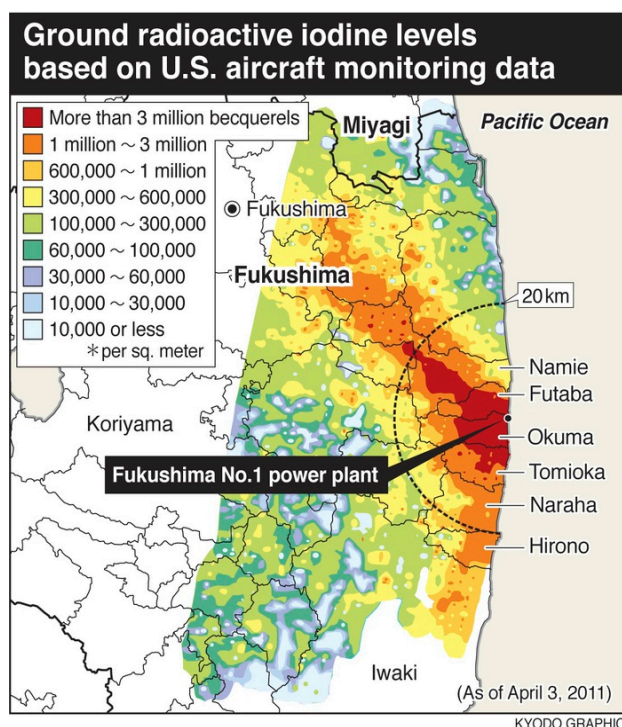 Ground radioactive iodine levels
based on U.S. aircraft monitoring data
More than 3 million becquerels
1 million ~ 3 million
600,000 ~ 1 million
300,000 ~ 600,000
100,000 ~ 300,000
60,000 ~ 100,000
30,000 ~ 60,000
10,000 ~ 30,000
10,000 or less
*per sq. meter
Miyagi
Pacific Ocean
Fukushima
Fukushima
20km
Namie
Futaba
Koriyama
Okuma
Fukushima No.1 power plant
Tomioka
Naraha
Hirono
Iwaki
(As of April 3, 2011)
KYODO GRAPHIC